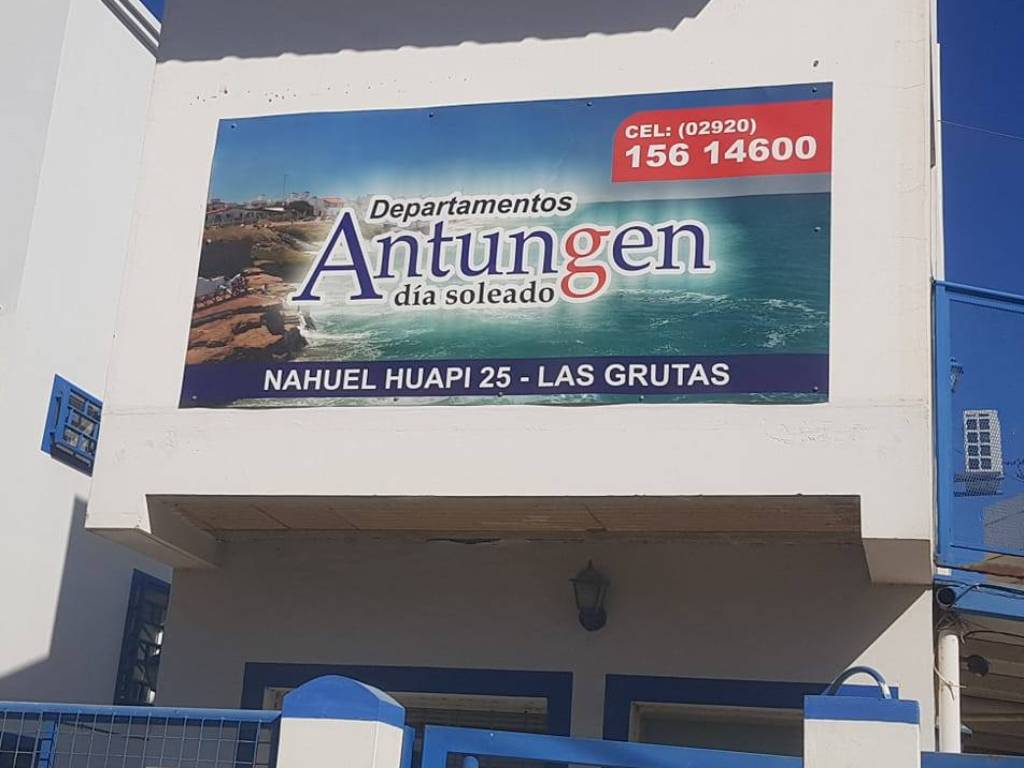 CEL: (02920)
156 14600
Departamentos
Antungen
día soleado
NAHUEL HUAPI 25 - LAS GRUTAS